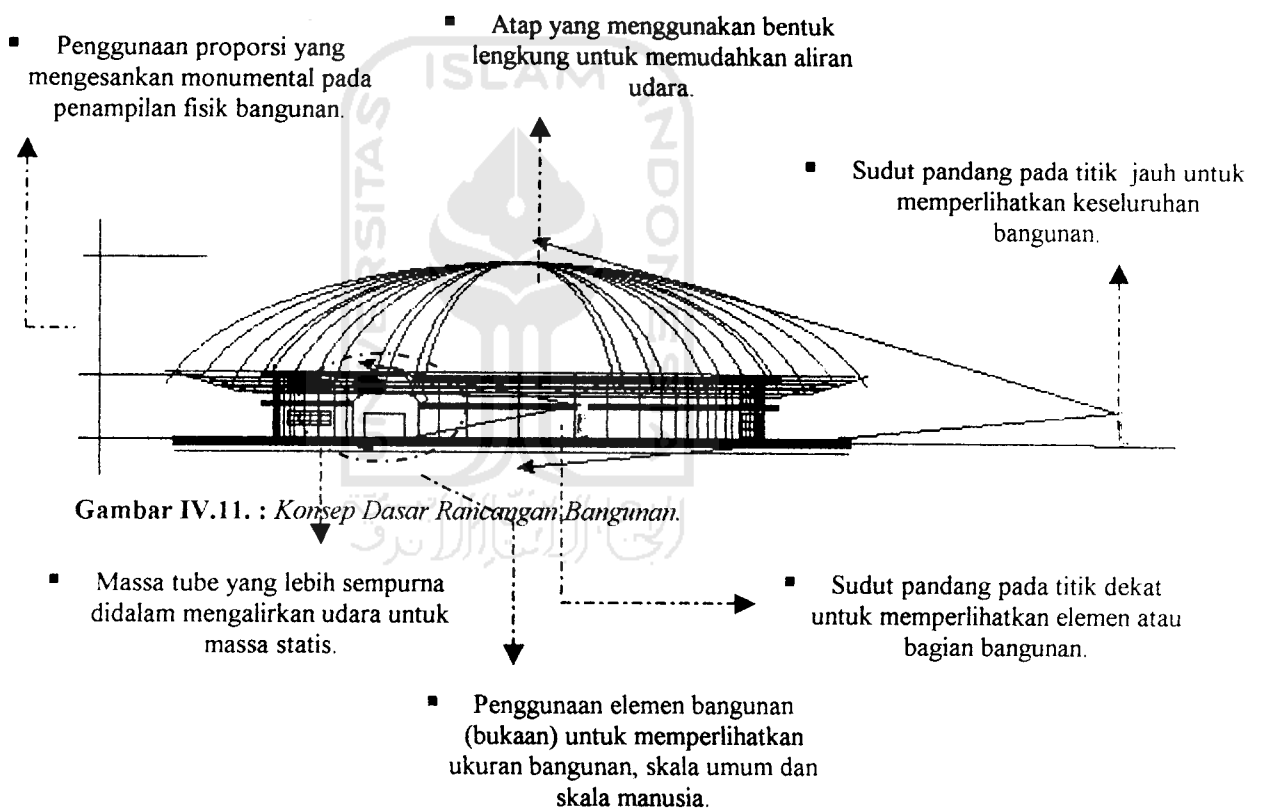 ▪ Penggunaan proporsi yang
mengesankan monumental pada
penampilan fisik bangunan.
▪ Atap yang menggunakan bentuk
lengkung untuk memudahkan aliran
udara.
▪ Sudut pandang pada titik jauh untuk
memperlihatkan keseluruhan
bangunan.
UNIVERSITAS
ISLAM
INDONESIA
Gambar IV.11. : Konsep Dasar Rancangan Bangunan.
▪ Massa tube yang lebih sempurna
didalam mengalirkan udara untuk
massa statis.
▪ Sudut pandang pada titik dekat
untuk memperlihatkan elemen atau
bagian bangunan.
▪ Penggunaan elemen bangunan
(bukaan) untuk memperlihatkan
ukuran bangunan, skala umum dan
skala manusia.